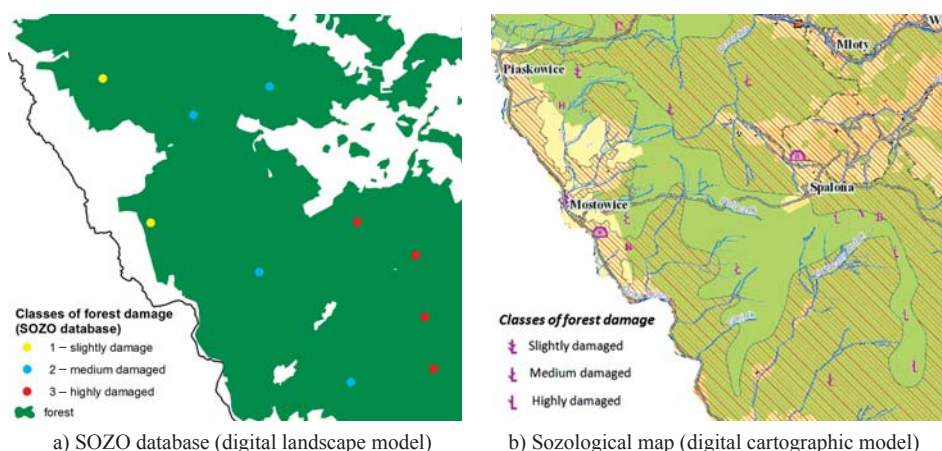 Classes of forest damage
(SOZO database)
1 – slightly damage
2 – medium damaged
3 – highly damaged
forest
a) SOZO database (digital landscape model)
Młoty
W
Piaskowice
H
Spalona
Mostowice
B
B
Classes of forest damage
Slightly damaged
Medium damaged
Highly damaged
b) Sozological map (digital cartographic model)